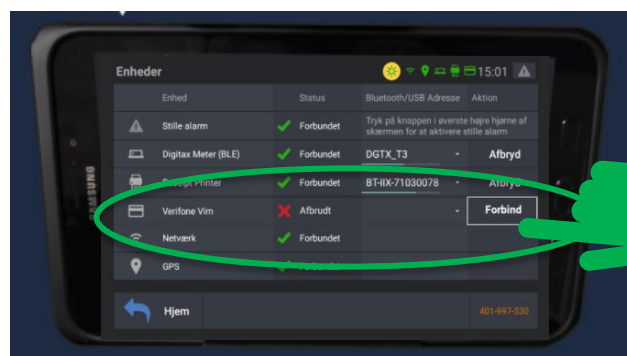 Enheder 15:01
Enhed Status Bluetooth/USB Adresse Aktion
Stille alarm Forbundet Tryk på knappen i øverste højre hjørne af
skærmen for at aktivere stille alarm
Digitax Meter (BLE) Forbundet DGTX_T3 - Afbryd
Receipt Printer Forbundet BT-IIX-71030078 - Afbryd
Verifone Vim Afbrudt - Forbind
Netværk Forbundet
GPS Forbundet
Hjem 401-997-530
SAMSUNG